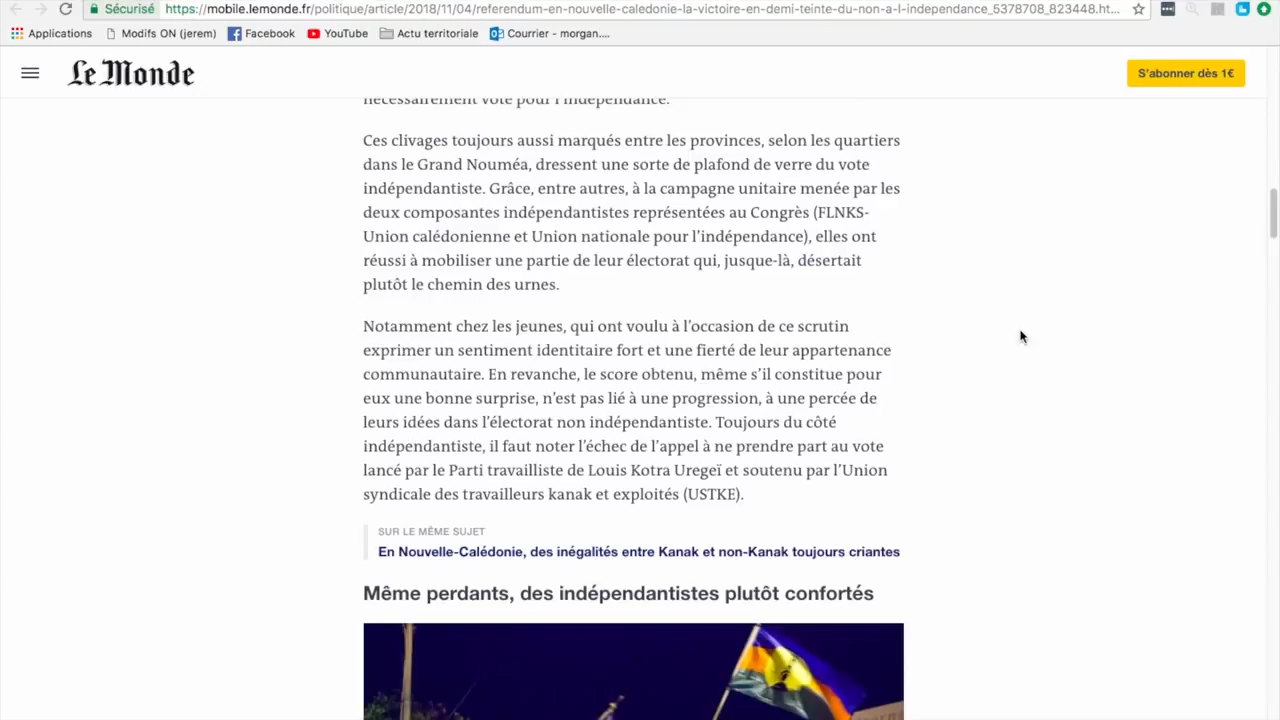 Sécurisé https://mobile.lemonde.fr/politique/article/2018/11/04/referendum-en-nouvelle-caledonie-la-victoire-en-demi-teinte-du-non-a-l-independance_5378708_823448.ht...
Applications Modifs ON (jerem) Facebook YouTube Actu territoriale Courrier - morgan....
Le Monde
S'abonner dès 1€
nécessairement voté pour l'indépendance.
Ces clivages toujours aussi marqués entre les provinces, selon les quartiers
dans le Grand Nouméa, dressent une sorte de plafond de verre du vote
indépendantiste. Grâce, entre autres, à la campagne unitaire menée par les
deux composantes indépendantistes représentées au Congrès (FLNKS-
Union calédonienne et Union nationale pour l'indépendance), elles ont
réussi à mobiliser une partie de leur électorat qui, jusque-là, désertait
plutôt le chemin des urnes.
Notamment chez les jeunes, qui ont voulu à l'occasion de ce scrutin
exprimer un sentiment identitaire fort et une fierté de leur appartenance
communautaire. En revanche, le score obtenu, même s'il constitue pour
eux une bonne surprise, n'est pas lié à une progression, à une percée de
leurs idées dans l'électorat non indépendantiste. Toujours du côté
indépendantiste, il faut noter l'échec de l'appel à ne prendre part au vote
lancé par le Parti travailliste de Louis Kotra Uregeï et soutenu par l'Union
syndicale des travailleurs kanak et exploités (USTKE).
SUR LE MÊME SUJET
En Nouvelle-Calédonie, des inégalités entre Kanak et non-Kanak toujours criantes
Même perdants, des indépendantistes plutôt confortés